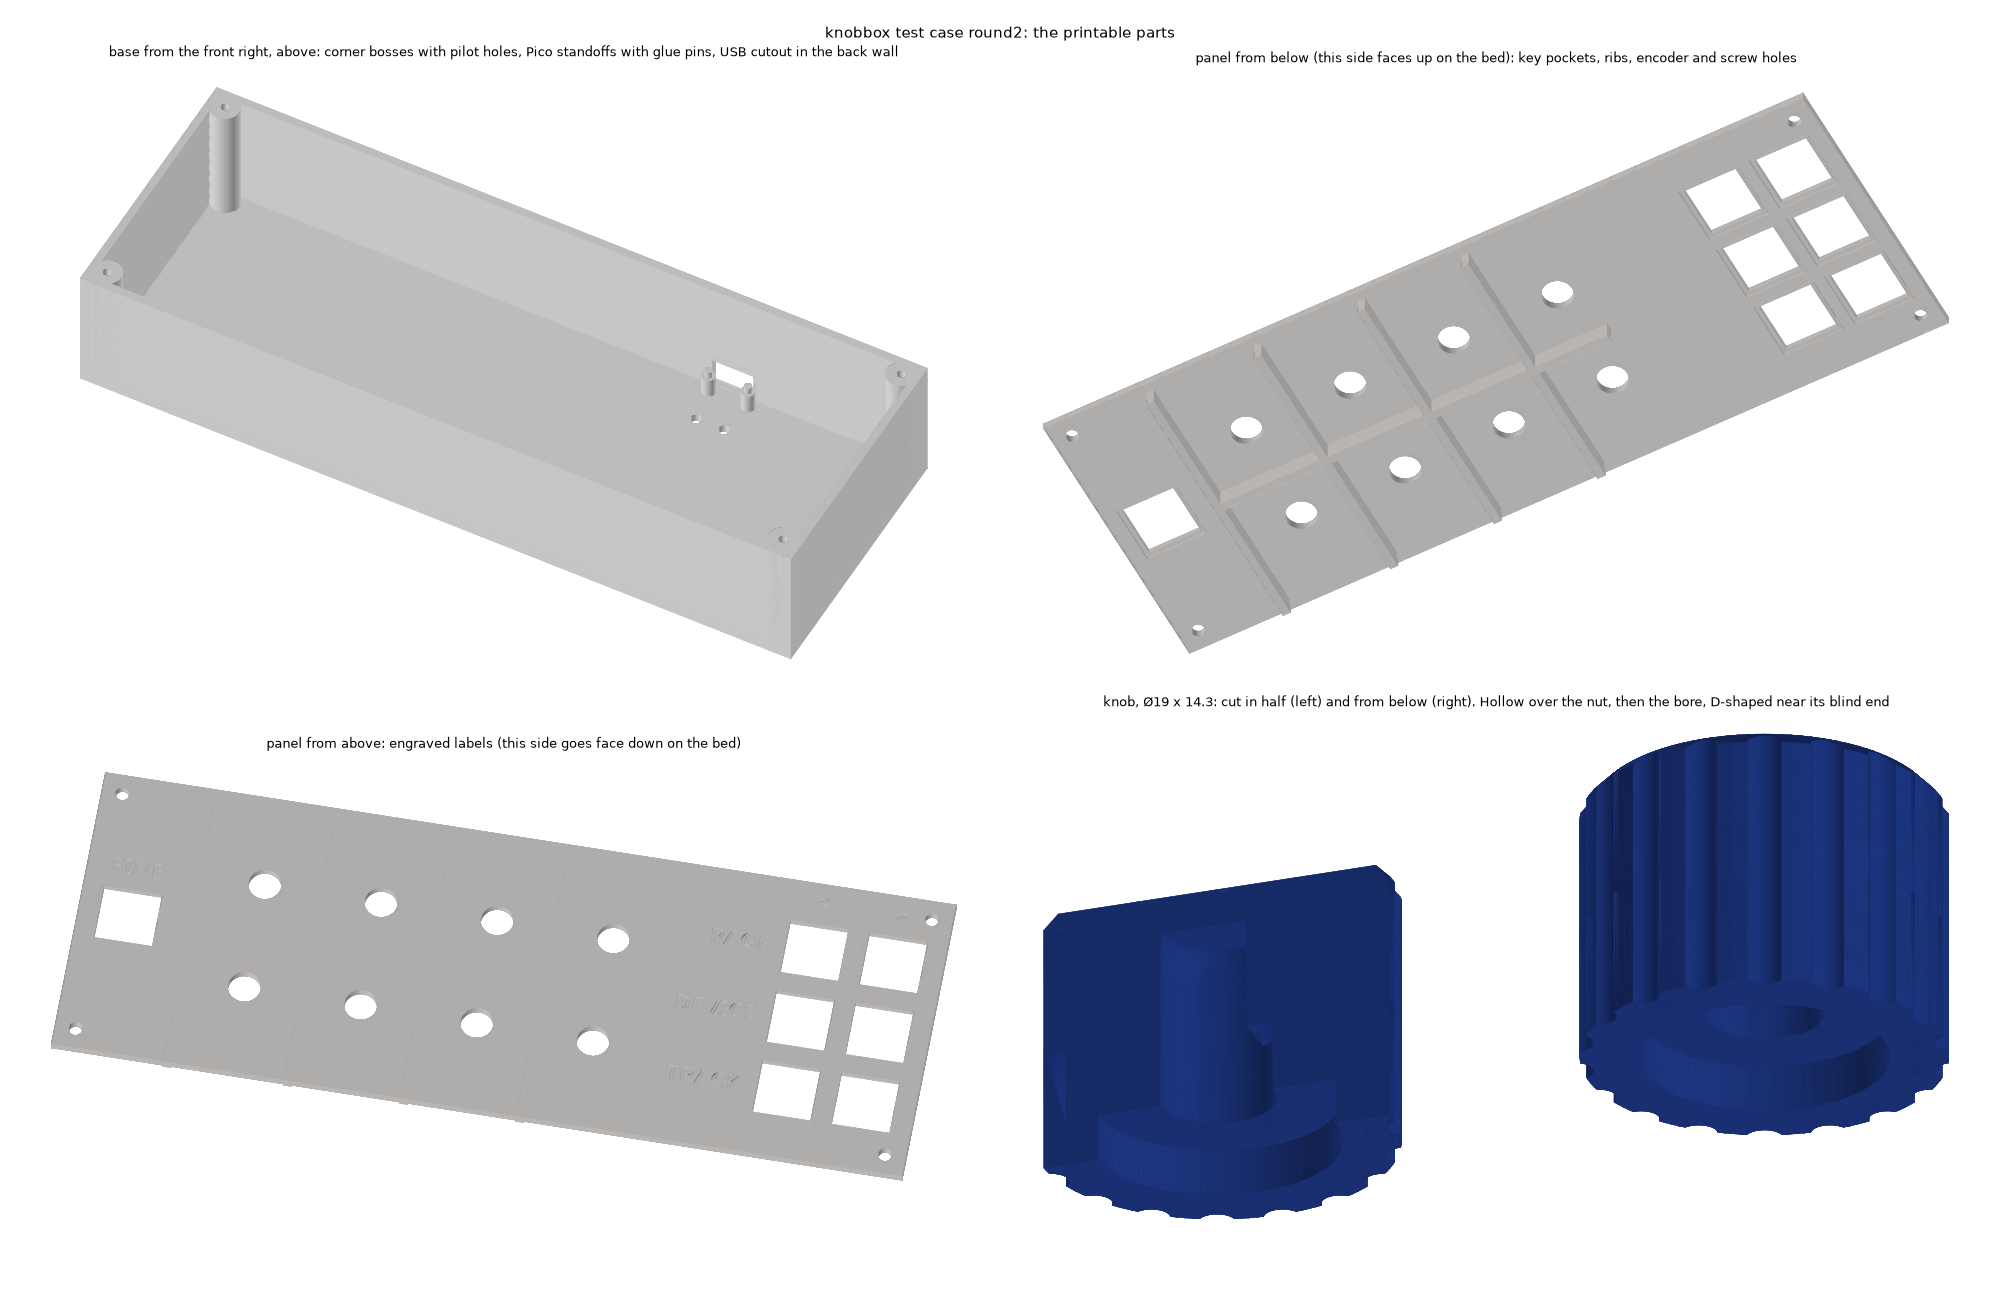 knobbox test case round2: the printable parts
base from the front right, above: corner bosses with pilot holes, Pico standoffs with glue pins, USB cutout in the back wall
panel from below (this side faces up on the bed): key pockets, ribs, encoder and screw holes
panel from above: engraved labels (this side goes face down on the bed)
PAGE
TRACK
knob, Ø19 x 14.3: cut in half (left) and from below (right). Hollow over the nut, then the bore, D-shaped near its blind end